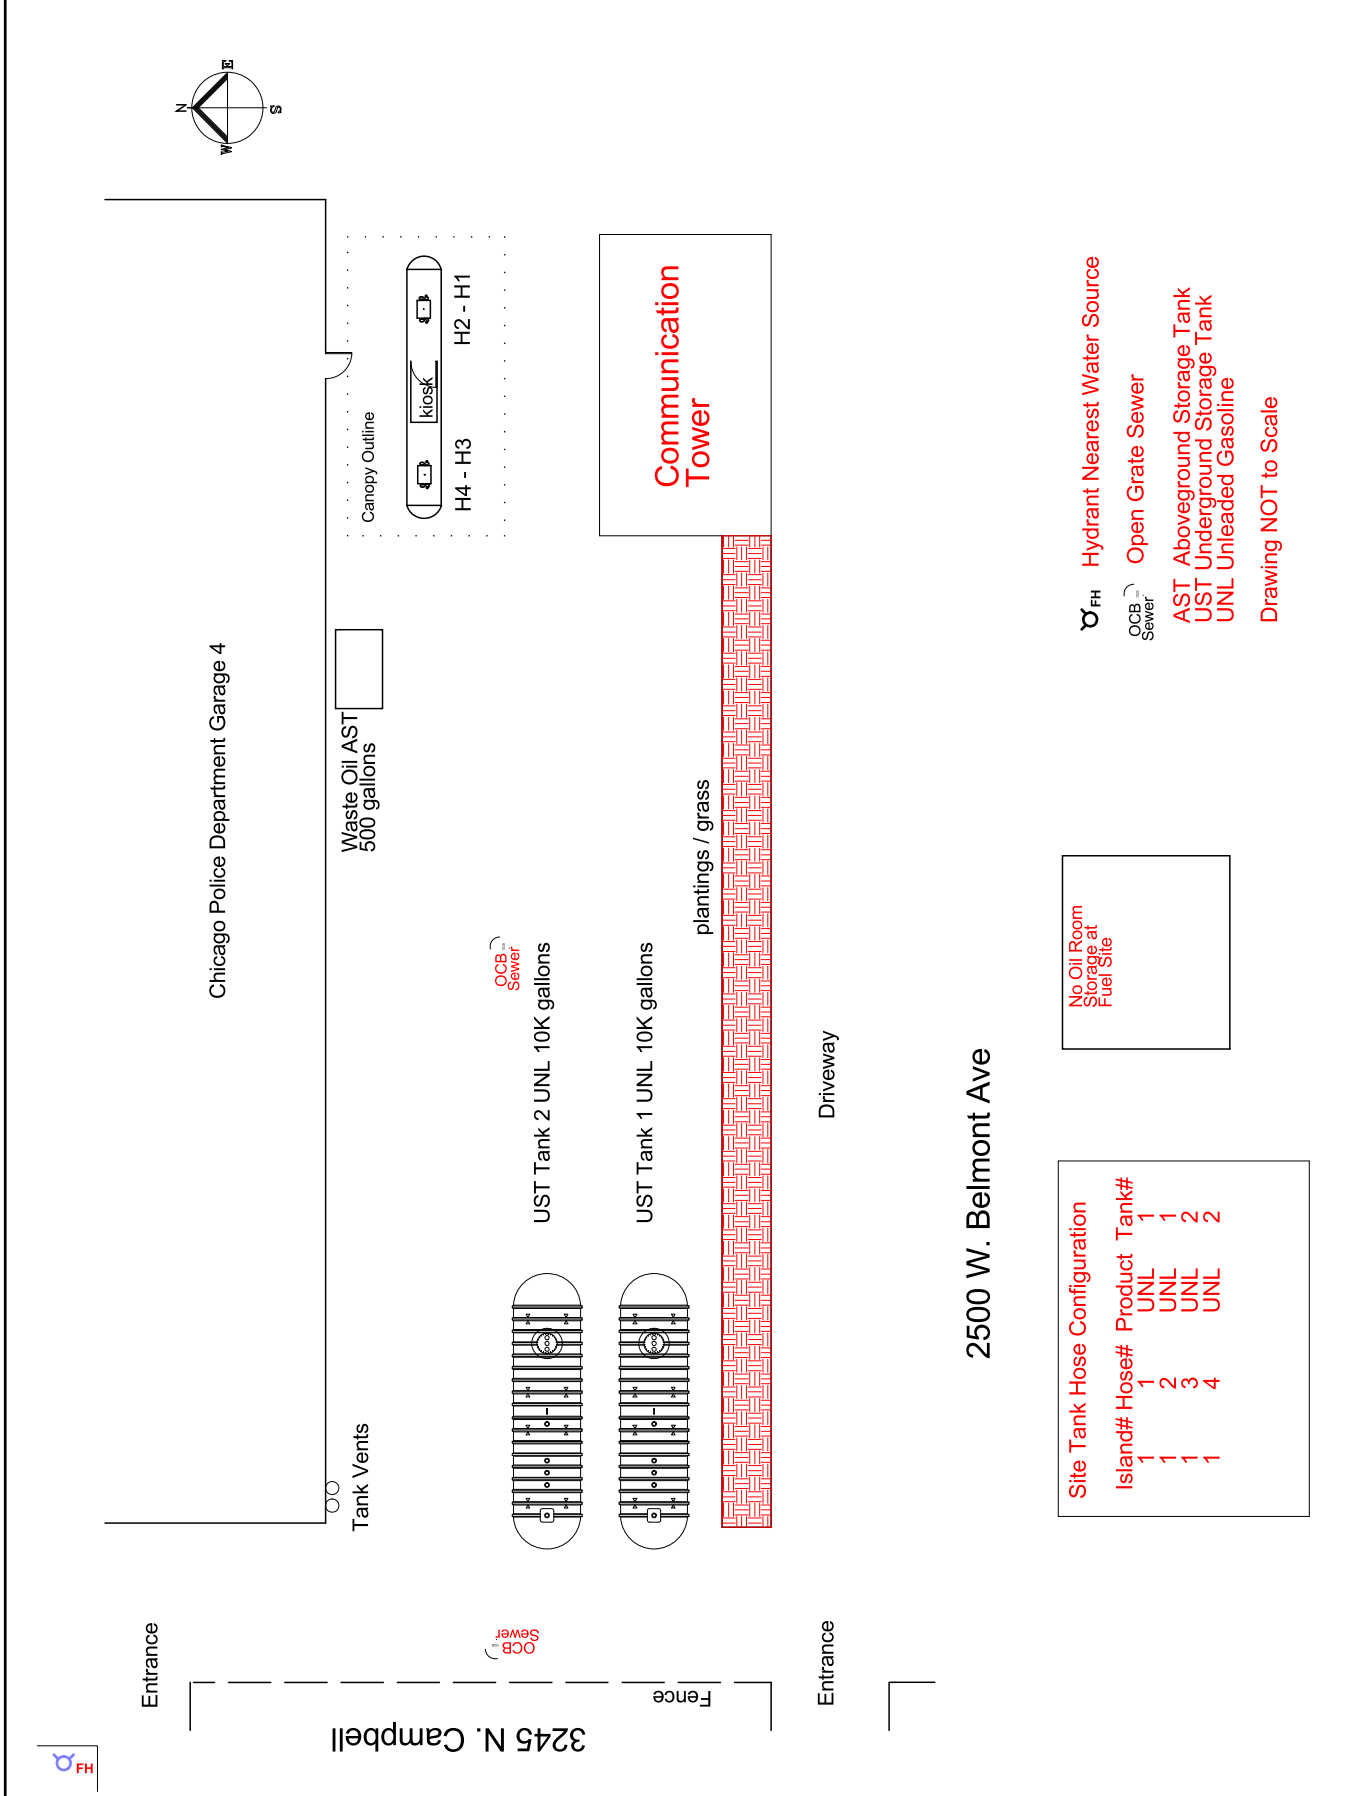 N
E
S
W
Chicago Police Department Garage 4
Canopy Outline
kiosk
H4 - H3
H2 - H1
Waste Oil AST
500 gallons
Communication
Tower
plantings / grass
OCB
Sewer
UST Tank 2 UNL 10K gallons
UST Tank 1 UNL 10K gallons
Tank Vents
Driveway
Entrance
OCB
Sewer
Fence
Entrance
3245 N. Campbell
FH
2500 W. Belmont Ave
Site Tank Hose Configuration
Island# Hose# Product Tank#
1 1 UNL 1
1 2 UNL 1
1 3 UNL 2
1 4 UNL 2
No Oil Room
Storage at
Fuel Site
FH Hydrant Nearest Water Source
OCB
Sewer
Open Grate Sewer
AST Aboveground Storage Tank
UST Underground Storage Tank
UNL Unleaded Gasoline
Drawing NOT to Scale